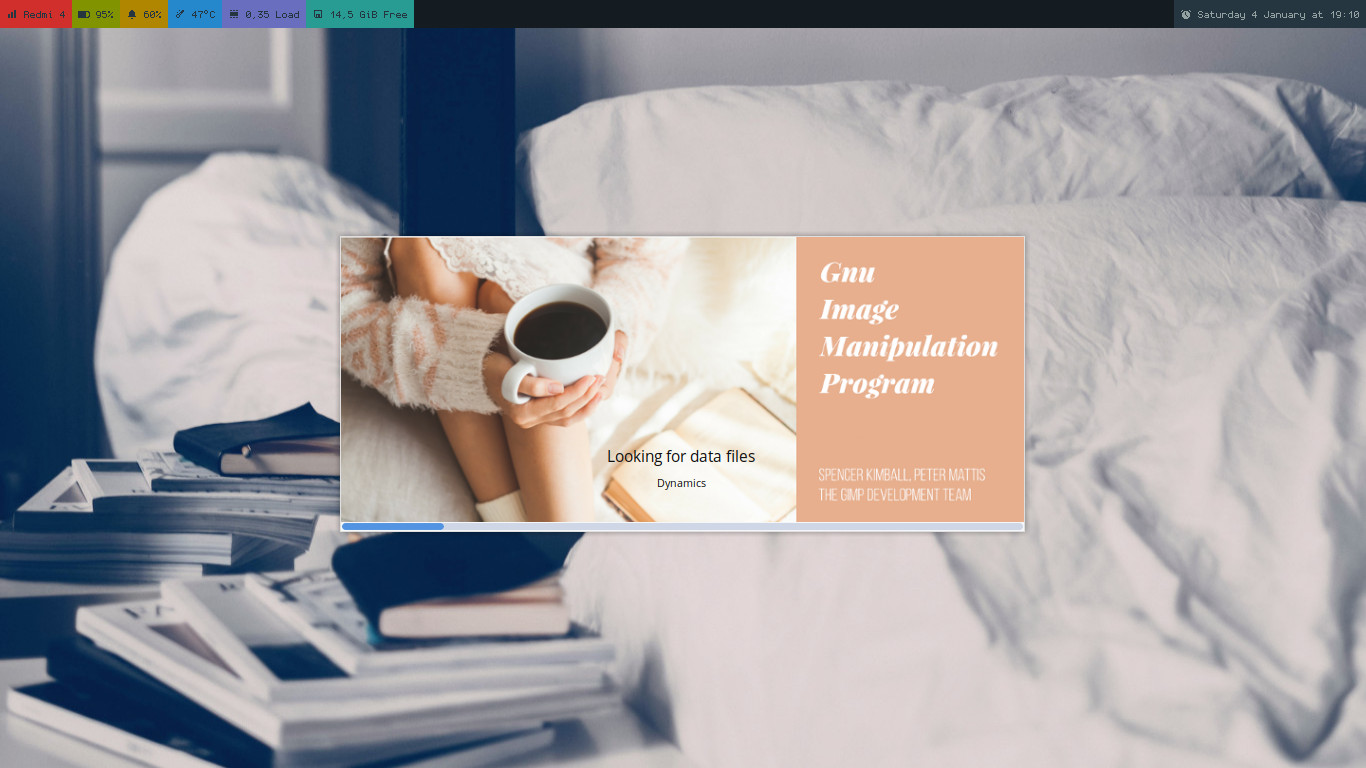 Redmi 4 95% 60% 47°C 0,35 Load 14,5 GiB Free Saturday 4 January at 19:10
Gnu
Image
Manipulation
Program
Looking for data files
Dynamics
SPENCER KIMBALL, PETER MATTIS
THE GIMP DEVELOPMENT TEAM